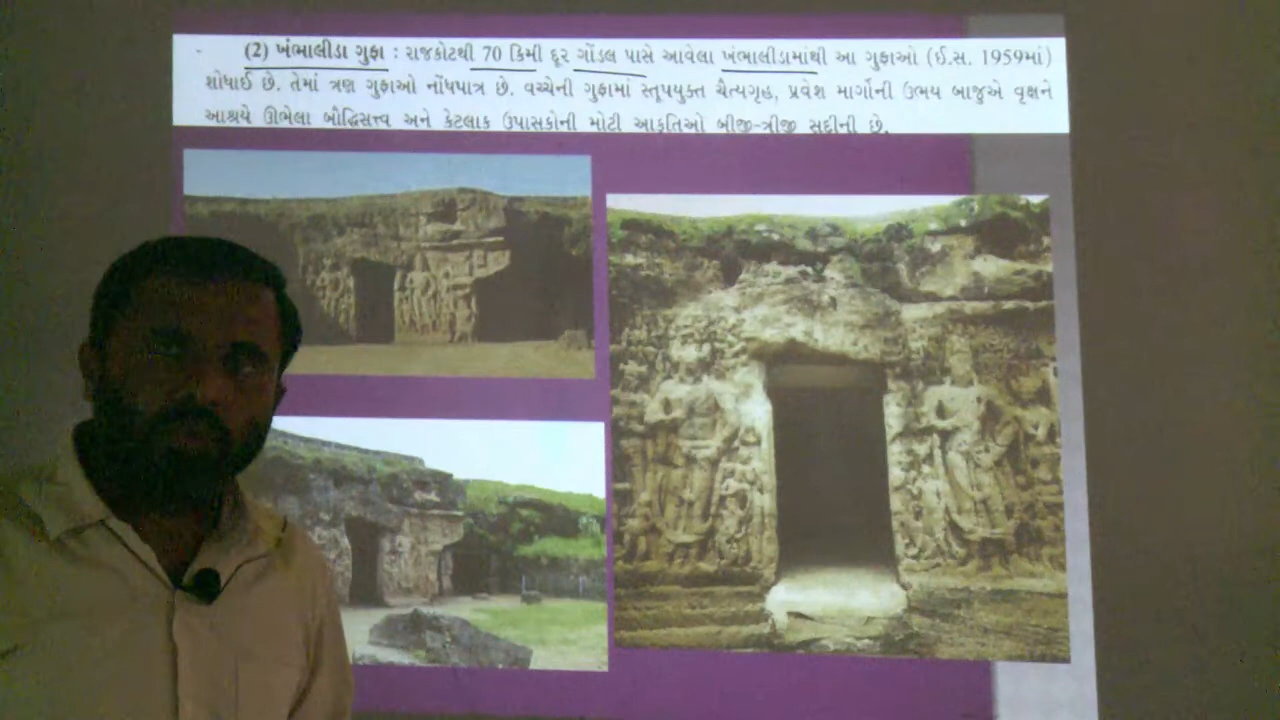 (2) ખંભાલીડા ગુફા : રાજકોટથી 70 કિમી દૂર ગોંડલ પાસે આવેલા ખંભાલીડામાંથી આ ગુફાઓ (ઈ.સ. 1959માં)
શોધાઈ છે. તેમાં ત્રણ ગુફાઓ નોંધપાત્ર છે. વચ્ચેની ગુફામાં સ્તૂપયુક્ત ચૈત્યગૃહ, પ્રવેશ માર્ગોની ઉભય બાજુએ વૃક્ષને
આશ્રયે ઊભેલા બૌદ્ધિસત્ત્વ અને કેટલાક ઉપાસકોની મોટી આકૃતિઓ બીજી-ત્રીજી સદીની છે.